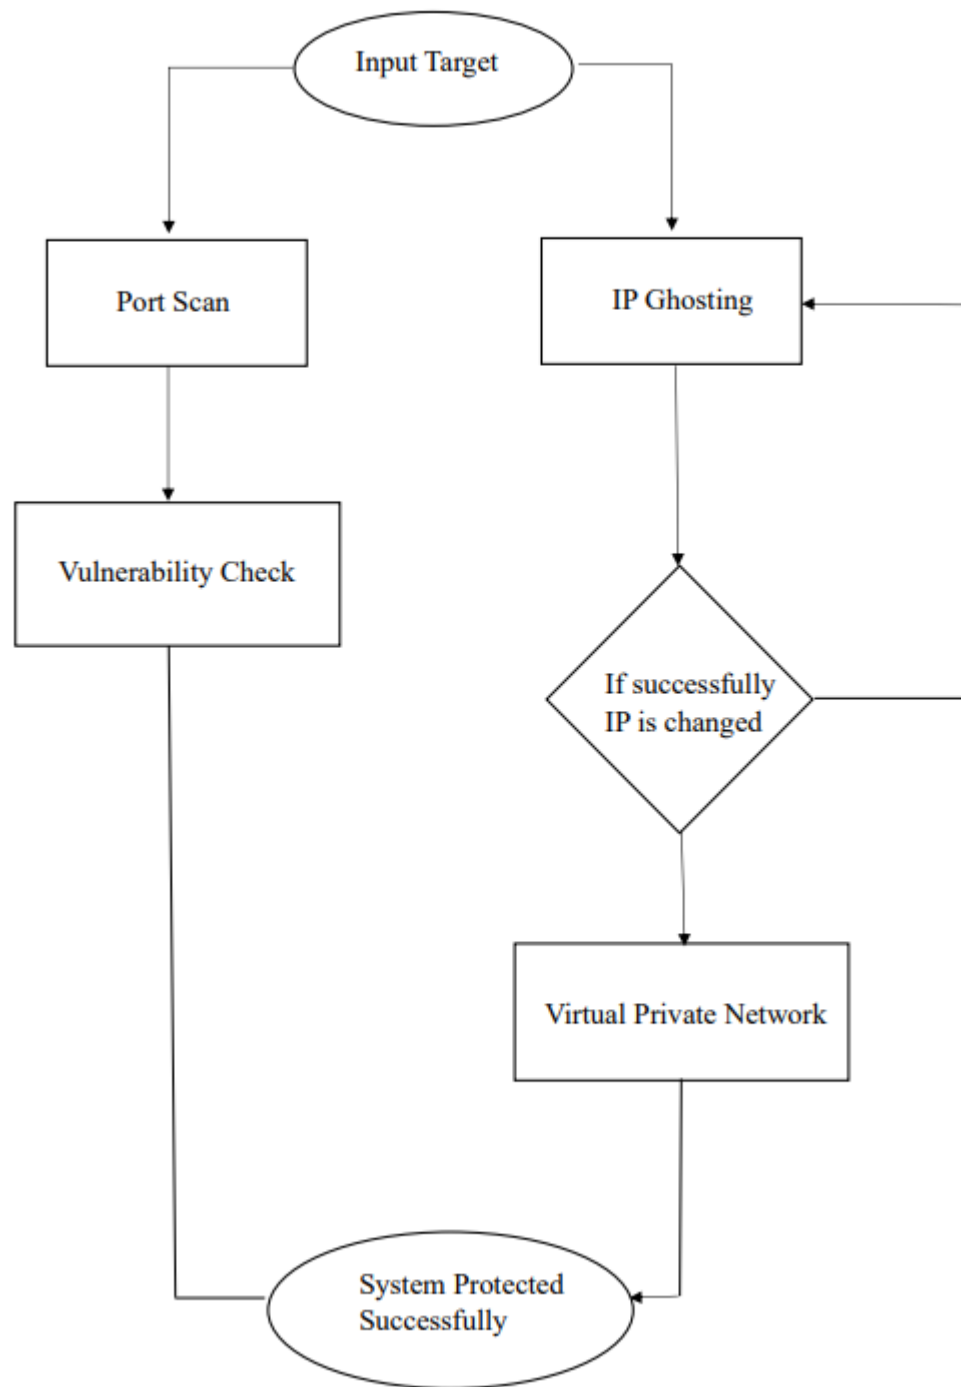 Input Target
Port Scan
IP Ghosting
Vulnerability Check
If successfully
IP is changed
Virtual Private Network
System Protected
Successfully